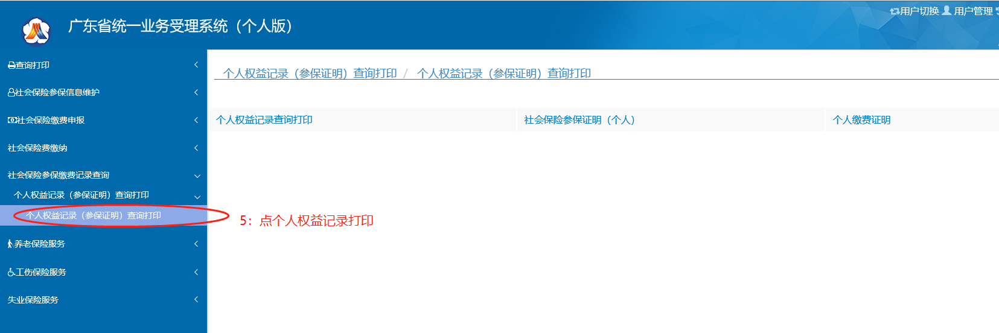 用户切换 用户管理
广东省统一业务受理系统（个人版）
查询打印
社会保险参保信息维护
社会保险缴费申报
社会保险费缴纳
社会保险参保缴费记录查询
个人权益记录（参保证明）查询打印
个人权益记录（参保证明）查询打印
养老保险服务
工伤保险服务
失业保险服务
个人权益记录（参保证明）查询打印 / 个人权益记录（参保证明）查询打印
个人权益记录查询打印 社会保险参保证明（个人） 个人缴费证明
5：点个人权益记录打印